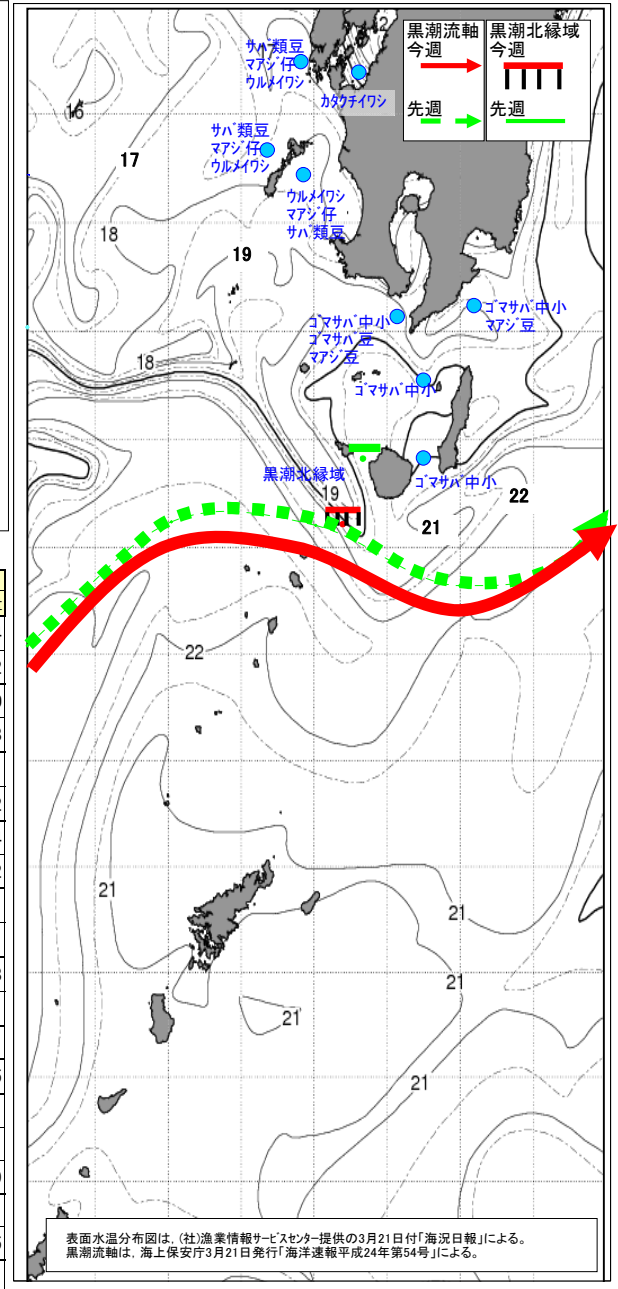 黒潮流軸
今週
先週
黒潮北縁域
今週
先週
サバ類豆
マアジ仔
ウルメイワシ
カタクチイワシ
サバ類豆
マアジ仔
ウルメイワシ
ウルメイワシ
マアジ仔
サバ類豆
16
17
18
19
18
ゴマサバ中小
ゴマサバ豆
マアジ豆
ゴマサバ中小
マアジ豆
ゴマサバ中小
ゴマサバ中小
黒潮北縁域
19
21
22
22
21
21
21
21
21
表面水温分布図は、(社)漁業情報サービスセンター提供の3月21日付「海況日報」による。
黒潮流軸は、海上保安庁3月21日発行「海洋速報平成24年第54号」による。